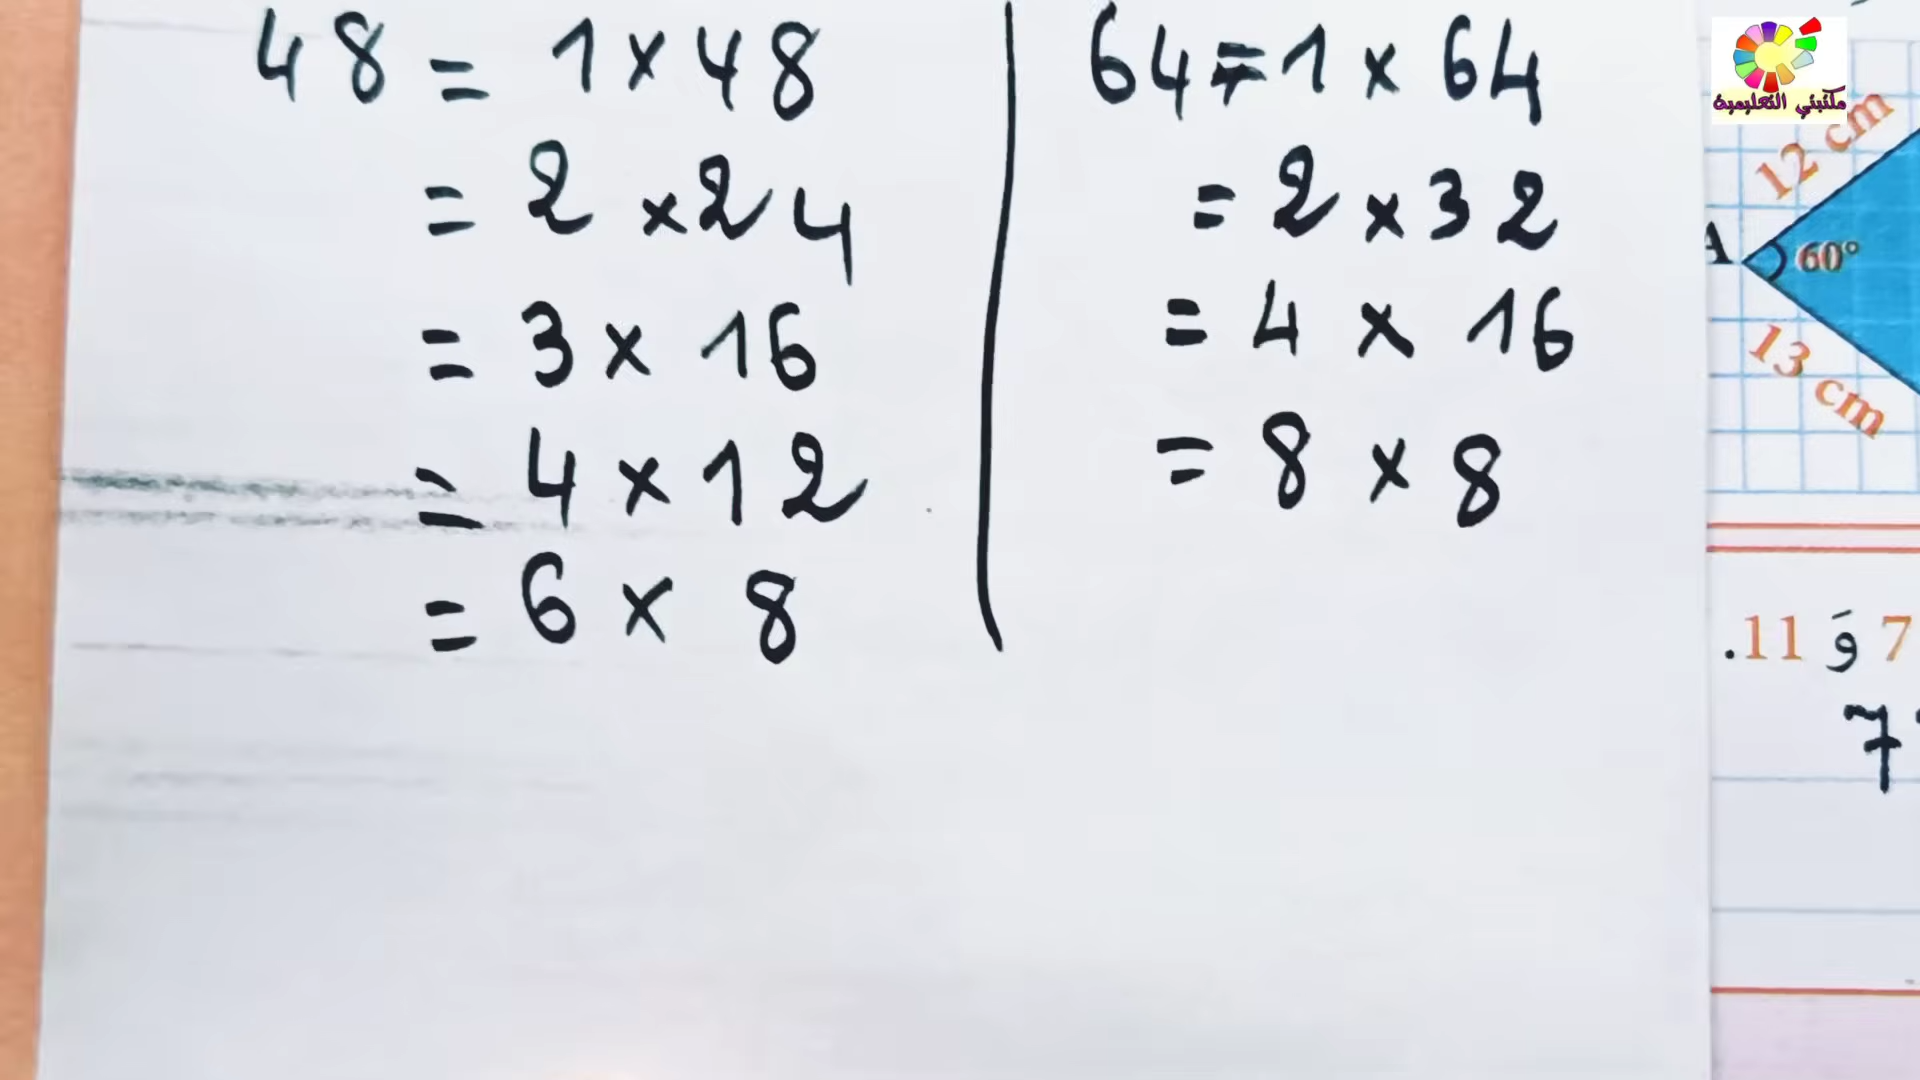 48 = 1 × 48
= 2 × 24
= 3 × 16
= 4 × 12
= 6 × 8
64 = 1 × 64
= 2 × 32
= 4 × 16
= 8 × 8
مكتبتي التعليمية
12 cm
A 60°
13 cm
7 وَ 11.
7